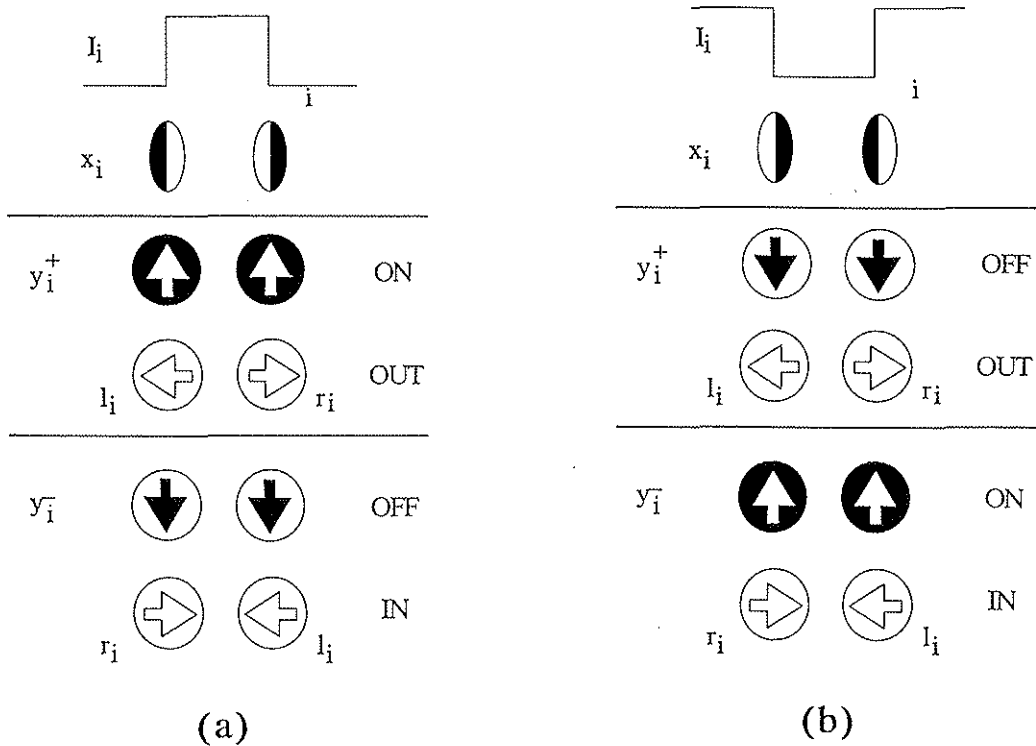 I_i
i
x_i
y_i^+ ON
l_i r_i OUT
y_i^- OFF
r_i l_i IN
(a)
I_i
i
x_i
y_i^+ OFF
l_i r_i OUT
y_i^- ON
r_i l_i IN
(b)